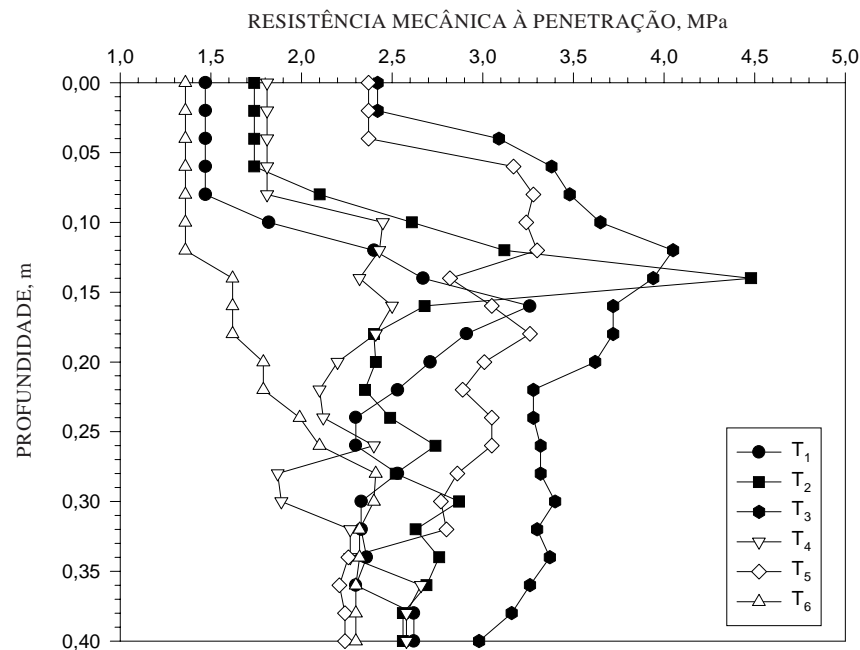 RESISTÊNCIA MECÂNICA À PENETRAÇÃO, MPa
1,0 1,5 2,0 2,5 3,0 3,5 4,0 4,5 5,0
PROFUNDIDADE, m
0,00
0,05
0,10
0,15
0,20
0,26
0,30
0,35
0,40
T1
T2
T3
T4
T5
T6